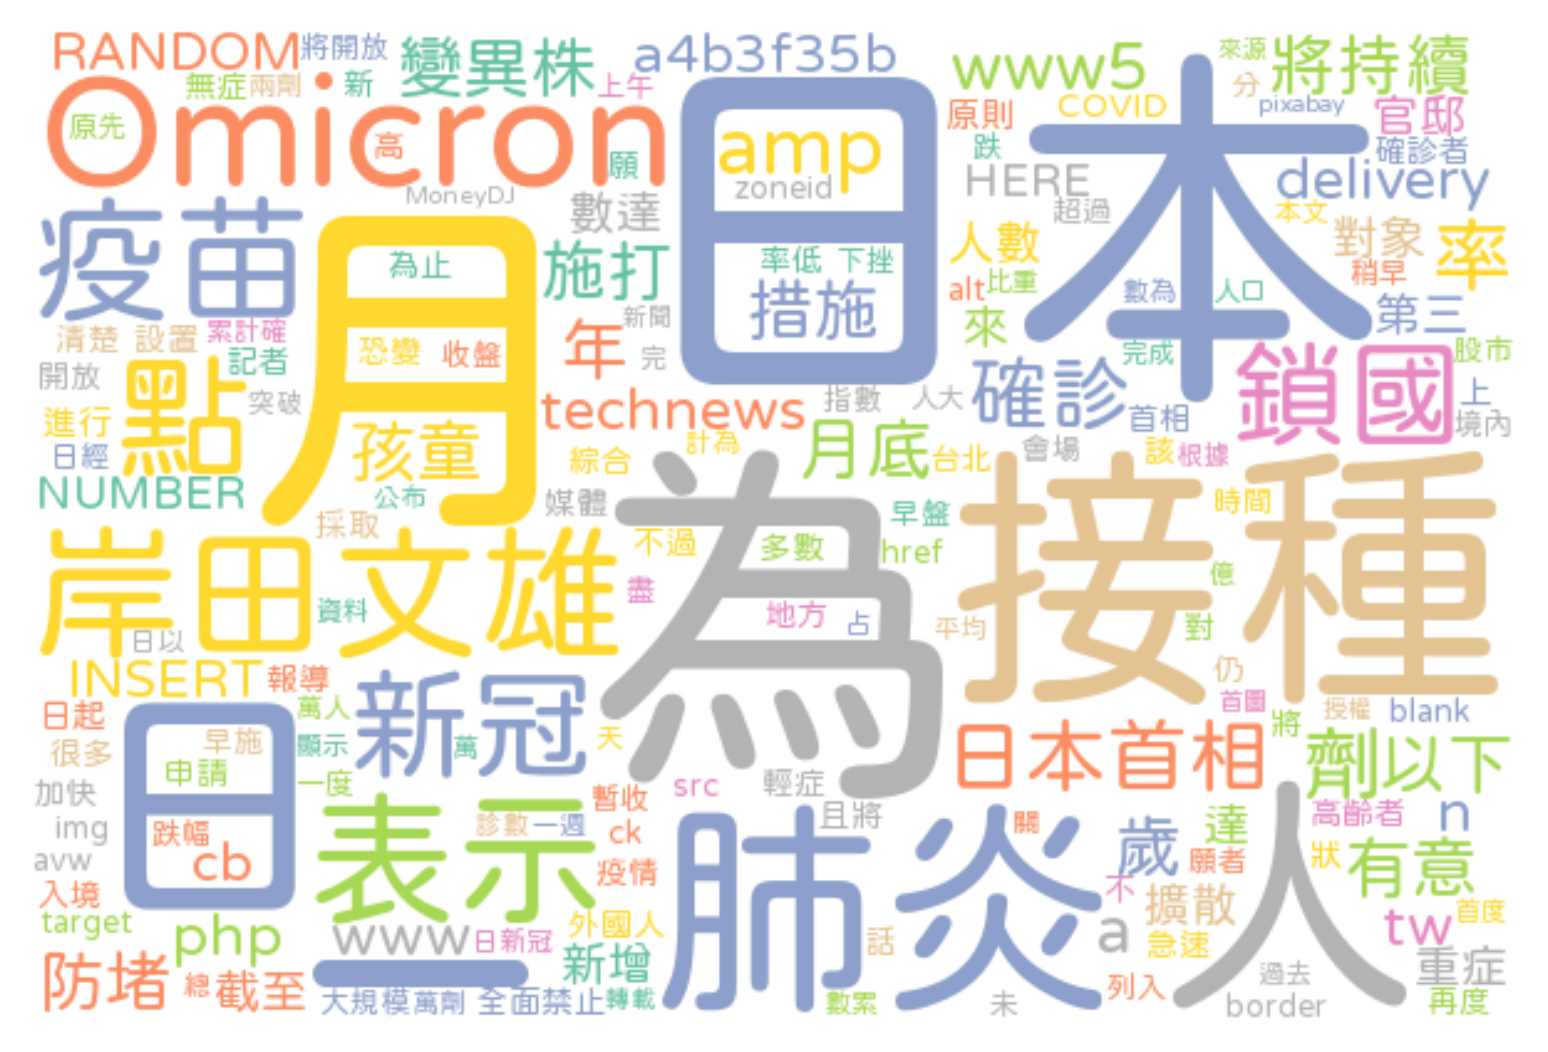 RANDOM
將開放
變異株
a4b3f35b
www5
來源
將持續
無症
兩劑
新
上午
分
pixabay
COVID
官邸
Omicron
原先
高
願
日
amp
zoneid
原則
跌
日本
確診者
MoneyDJ
HERE
delivery
疫苗
月
數達
超過
本文
對象
率
為止
施打
率低
下挫
人數
稍早
措施
alt
比重
數為
人口
第三
清楚
設置
累計確
記者
恐變
收盤
年
新聞
完
來
完成
鎖國
股市
開放
點
突破
technews
指數
人大
確診
首相
上
境內
進行
日經
孩童
計為
月底
台北
會場
該
根據
NUMBER
公布
綜合
媒體
為
早盤
接種
時間
採取
岸田文雄
不過
多數
href
億
資料
盡
地方
占
平均
對
日以
INSERT
報導
仍
首圖
授權
blank
日起
日
早施
萬人
新冠
天
日本首相
將
劑以下
很多
申請
顯示
萬
一度
src
輕症
加快
img
表示
診數
一週
暫收
ck
且將
肺炎
關
歲
達
高齡者
n
avw
跌幅
cb
疫情
願者
人
狀
有意
入境
target
php
www
日新冠
外國人
話
不
a
擴散
急速
tw
首度
防堵
總
截至
一
新增
過去
重症
大規模
萬劑
全面禁止
轉載
數累
未
列入
border
再度